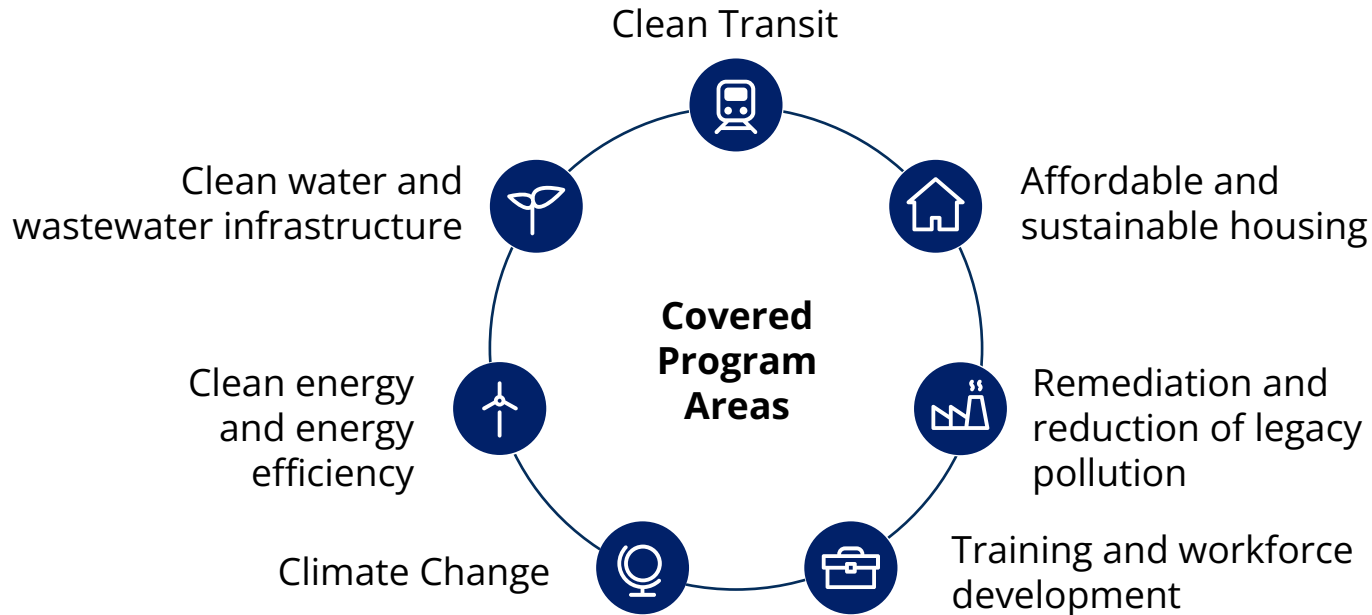 Clean Transit
Clean water and
wastewater infrastructure
Affordable and
sustainable housing
Covered
Program
Areas
Clean energy
and energy
efficiency
Remediation and
reduction of legacy
pollution
Climate Change
Training and workforce
development